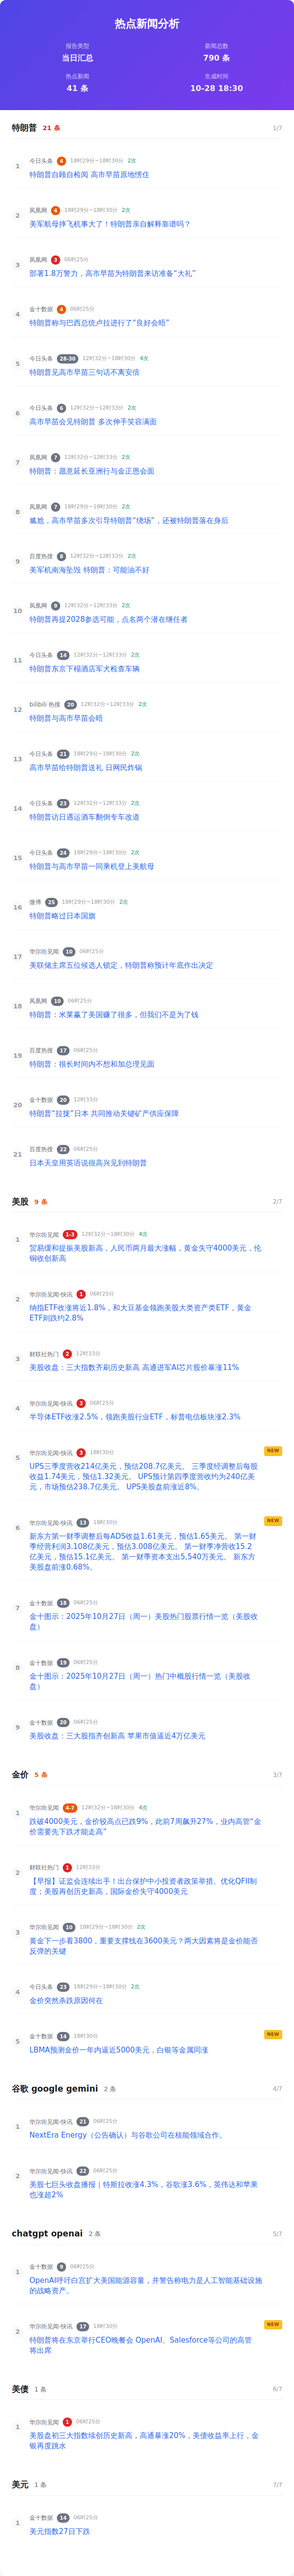 热点新闻分析
报告类型
当日汇总
新闻总数
790 条
热点新闻
41 条
生成时间
10-28 18:30
特朗普 21 条 1/7
1
今日头条 4 18时29分~18时30分 2次
特朗普自顾自检阅 高市早苗原地愣住
2
凤凰网 4 18时29分~18时30分 2次
美军航母摔飞机事大了！特朗普亲自解释靠谱吗？
3
凤凰网 3 06时25分
部署1.8万警力，高市早苗为特朗普来访准备“大礼”
4
金十数据 4 06时25分
特朗普称与巴西总统卢拉进行了“良好会晤”
5
今日头条 28-30 12时32分~18时30分 4次
特朗普见高市早苗三句话不离安倍
6
今日头条 6 12时32分~12时33分 2次
高市早苗会见特朗普 多次伸手笑容满面
7
凤凰网 7 12时32分~12时33分 2次
特朗普：愿意延长亚洲行与金正恩会面
8
凤凰网 7 18时29分~18时30分 2次
尴尬，高市早苗多次引导特朗普“绕场”，还被特朗普落在身后
9
百度热搜 8 12时32分~12时33分 2次
美军机南海坠毁 特朗普：可能油不好
10
凤凰网 9 12时32分~12时33分 2次
特朗普再提2028参选可能，点名两个潜在继任者
11
今日头条 14 12时32分~12时33分 2次
特朗普东京下榻酒店军犬检查车辆
12
bilibili 热搜 20 12时32分~12时33分 2次
特朗普与高市早苗会晤
13
今日头条 21 18时29分~18时30分 2次
高市早苗给特朗普送礼 日网民炸锅
14
今日头条 23 12时32分~12时33分 2次
特朗普访日遇运酒车翻倒专车改道
15
今日头条 24 18时29分~18时30分 2次
特朗普与高市早苗一同乘机登上美航母
16
微博 25 18时29分~18时30分 2次
特朗普略过日本国旗
17
华尔街见闻 10 06时25分
美联储主席五位候选人锁定，特朗普称预计年底作出决定
18
凤凰网 10 06时25分
特朗普：米莱赢了美国赚了很多，但我们不是为了钱
19
百度热搜 17 06时25分
特朗普：很长时间内不想和加总理见面
20
金十数据 20 12时33分
特朗普“拉拢”日本 共同推动关键矿产供应保障
21
百度热搜 22 06时25分
日本天皇用英语说很高兴见到特朗普
美股 9 条 2/7
1
华尔街见闻 1-3 12时32分~18时30分 4次
贸易缓和提振美股新高，人民币两月最大涨幅，黄金失守4000美元，伦
铜收创新高
2
华尔街见闻-快讯 1 06时25分
纳指ETF收涨将近1.8%，和大豆基金领跑美股大类资产类ETF，黄金
ETF则跌约2.8%
3
财联社热门 2 12时33分
美股收盘：三大指数齐刷历史新高 高通进军AI芯片股价暴涨11%
4
华尔街见闻-快讯 3 06时25分
半导体ETF收涨2.5%，领跑美股行业ETF，标普电信板块涨2.3%
5
华尔街见闻-快讯 3 18时30分 NEW
UPS三季度营收214亿美元，预估208.7亿美元。 三季度经调整后每股
收益1.74美元，预估1.32美元。 UPS预计第四季度营收约为240亿美
元，市场预估238.7亿美元。 UPS美股盘前涨近8%。
6
华尔街见闻-快讯 13 18时30分 NEW
新东方第一财季调整后每ADS收益1.61美元，预估1.65美元。 第一财
季经营利润3.108亿美元，预估3.008亿美元。 第一财季净营收15.2
亿美元，预估15.1亿美元。 第一财季资本支出5,540万美元。 新东方
美股盘前涨0.68%。
7
金十数据 18 06时25分
金十图示：2025年10月27日（周一）美股热门股票行情一览（美股收
盘）
8
金十数据 19 06时25分
金十图示：2025年10月27日（周一）热门中概股行情一览（美股收
盘）
9
金十数据 20 06时25分
美股收盘：三大股指齐创新高 苹果市值逼近4万亿美元
金价 5 条 3/7
1
华尔街见闻 4-7 12时32分~18时30分 4次
跌破4000美元，金价较高点已跌9%，此前7周飙升27%，业内高管“金
价需要先下跌才能走高”
2
财联社热门 1 12时33分
【早报】证监会连续出手！出台保护中小投资者政策举措、优化QFII制
度；美股再创历史新高，国际金价失守4000美元
3
华尔街见闻 10 18时29分~18时30分 2次
黄金下一步看3800，重要支撑线在3600美元？两大因素将是金价能否
反弹的关键
4
今日头条 23 18时29分~18时30分 2次
金价突然杀跌原因何在
5
金十数据 14 18时30分 NEW
LBMA预测金价一年内逼近5000美元，白银等金属同涨
谷歌 google gemini 2 条 4/7
1
华尔街见闻-快讯 21 06时25分
NextEra Energy（公告确认）与谷歌公司在核能领域合作。
2
华尔街见闻-快讯 22 06时25分
美股七巨头收盘播报｜特斯拉收涨4.3%，谷歌涨3.6%，英伟达和苹果
也涨超2%
chatgpt openai 2 条 5/7
1
金十数据 9 06时25分
OpenAI呼吁白宫扩大美国能源容量，并警告称电力是人工智能基础设施
的战略资产。
2
华尔街见闻-快讯 17 18时30分 NEW
特朗普将在东京举行CEO晚餐会 OpenAI、Salesforce等公司的高管
将出席
美债 1 条 6/7
1
华尔街见闻 1 06时25分
美股盘初三大指数续创历史新高，高通暴涨20%，美债收益率上行，金
银再度跳水
美元 1 条 7/7
1
金十数据 14 06时25分
美元指数27日下跌